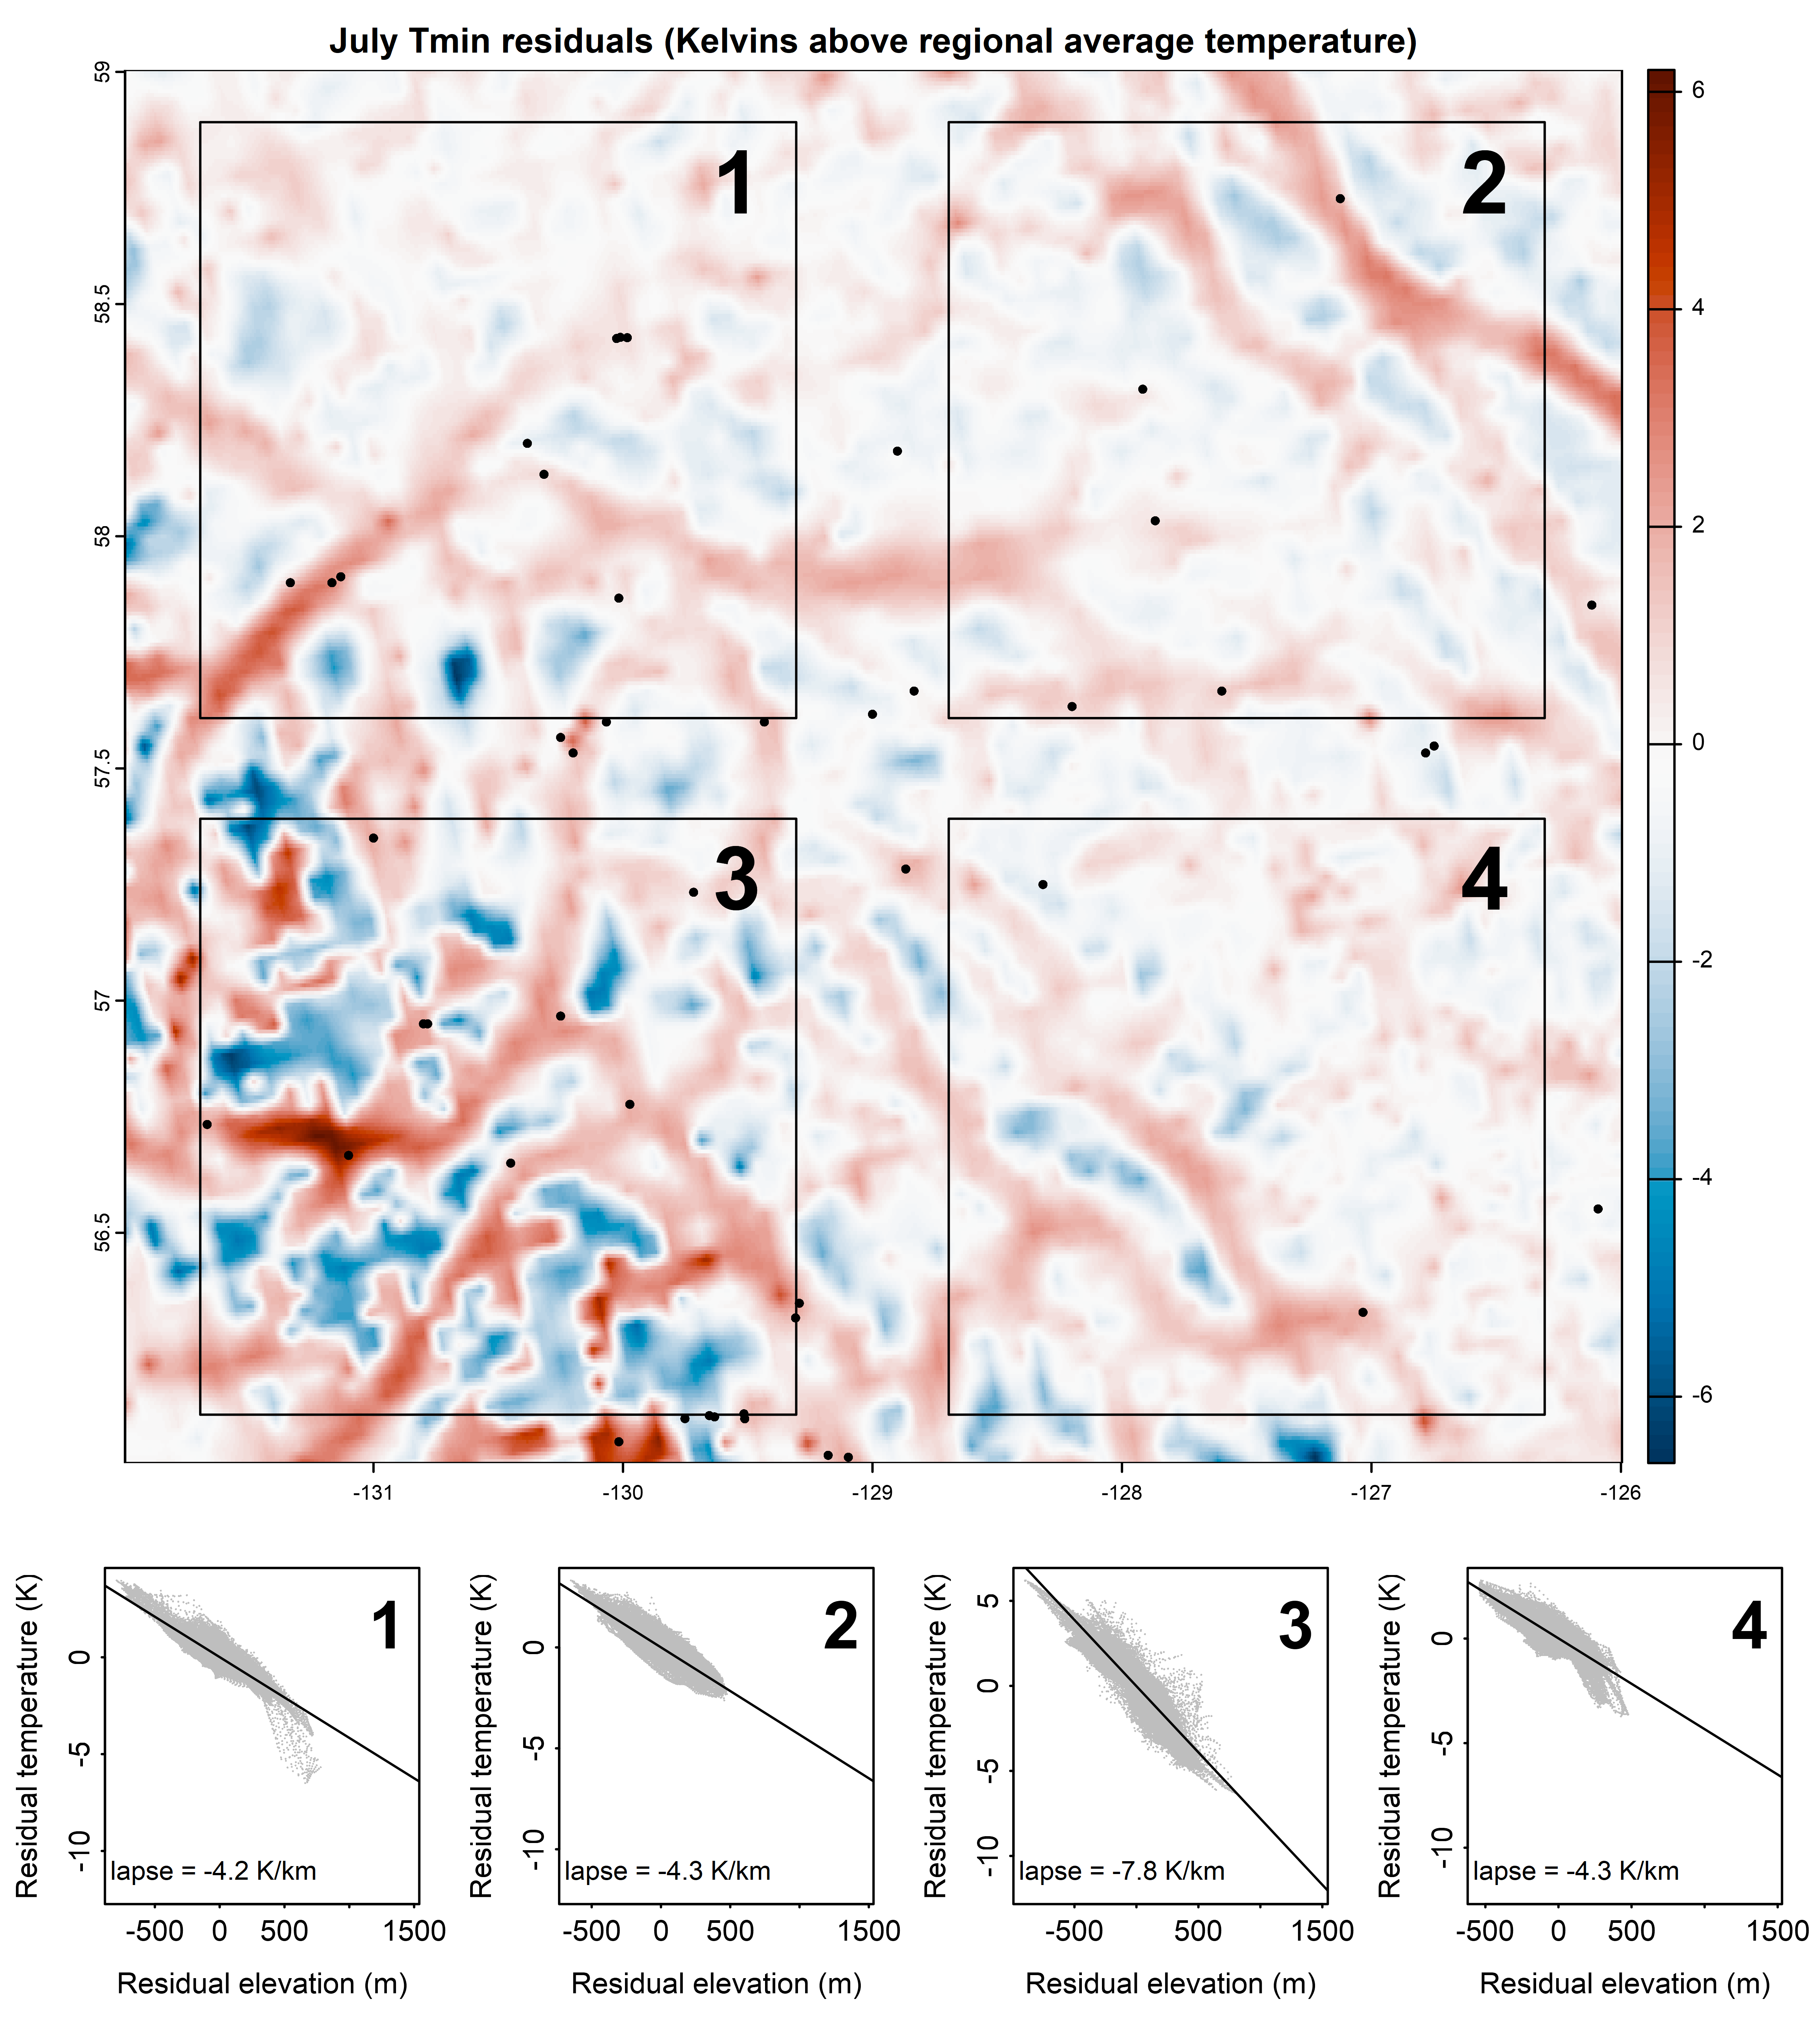 July Tmin residuals (Kelvins above regional average temperature)
59
58.5
58
57.5
57
56.5
-131
-130
-129
-128
-127
-126
1
2
3
4
6
4
2
0
-2
-4
-6
Residual temperature (K)
0
-5
-10
1
lapse = -4.2 K/km
-500 0 500 1500
Residual elevation (m)
Residual temperature (K)
0
-5
-10
2
lapse = -4.3 K/km
-500 0 500 1500
Residual elevation (m)
Residual temperature (K)
5
0
-5
-10
3
lapse = -7.8 K/km
-500 500 1500
Residual elevation (m)
Residual temperature (K)
0
-5
-10
4
lapse = -4.3 K/km
-500 0 500 1500
Residual elevation (m)